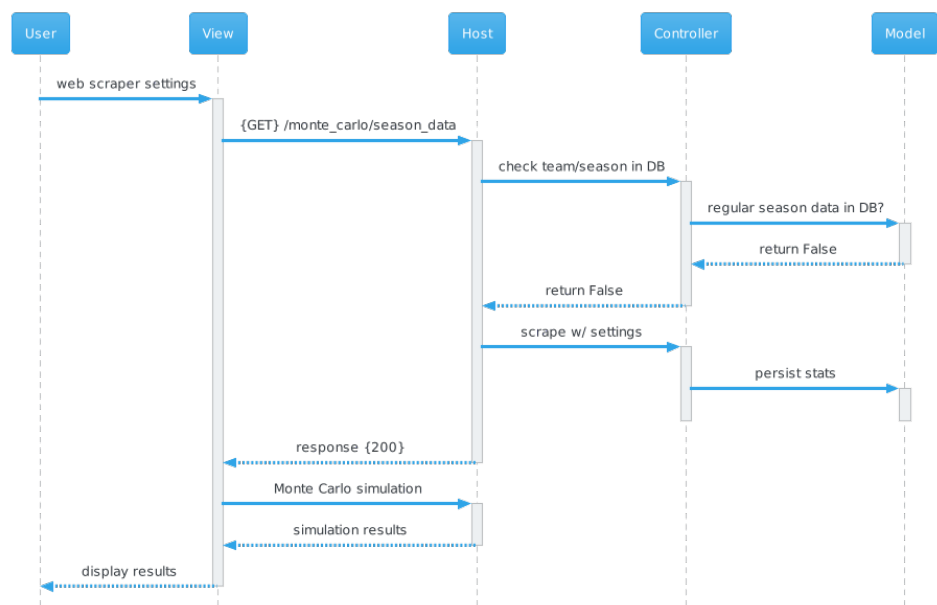 User
View
Host
Controller
Model
web scraper settings
{GET} /monte_carlo/season_data
check team/season in DB
regular season data in DB?
return False
return False
scrape w/ settings
persist stats
response {200}
Monte Carlo simulation
simulation results
display results